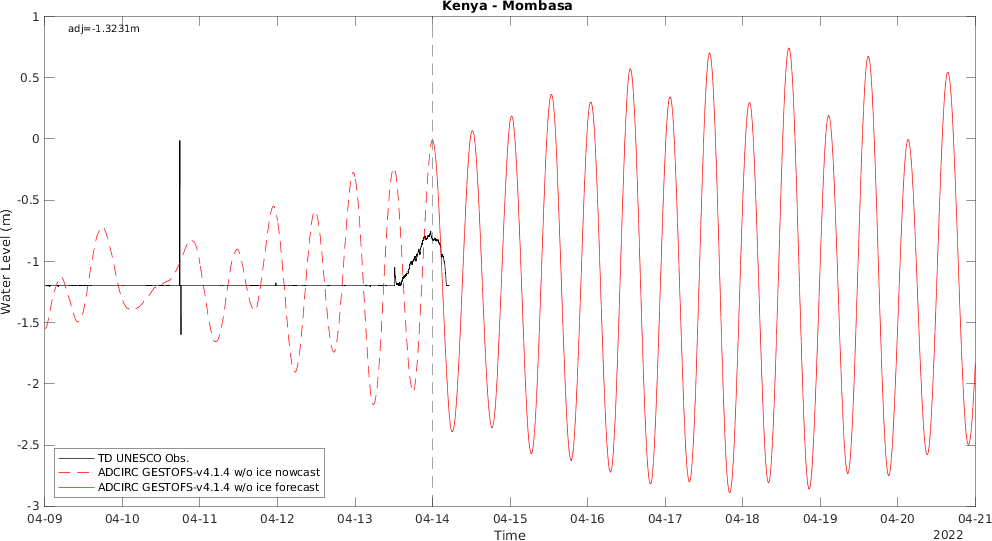 Kenya - Mombasa
adj=-1.3231m
Water Level (m)
1
0.5
0
-0.5
-1
-1.5
-2
-2.5
-3
TD UNESCO Obs.
ADCIRC GESTOFS-v4.1.4 w/o ice nowcast
ADCIRC GESTOFS-v4.1.4 w/o ice forecast
04-09 04-10 04-11 04-12 04-13 04-14 04-15 04-16 04-17 04-18 04-19 04-20 04-21
Time
2022